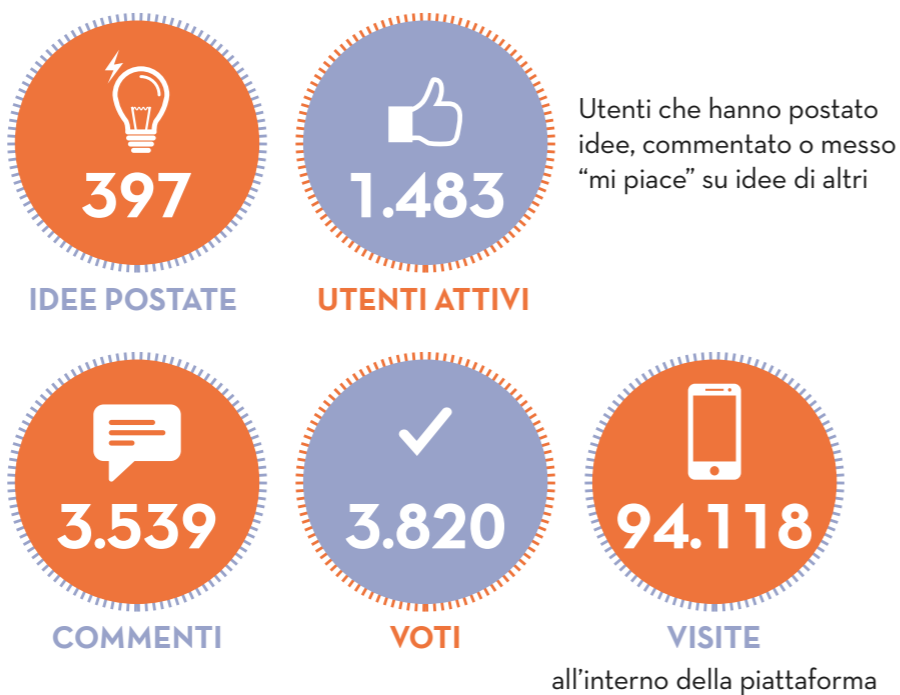 397
IDEE POSTATE
1.483
UTENTI ATTIVI
Utenti che hanno postato
idee, commentato o messo
“mi piace” su idee di altri
3.539
COMMENTI
3.820
VOTI
94.118
VISITE
all’interno della piattaforma